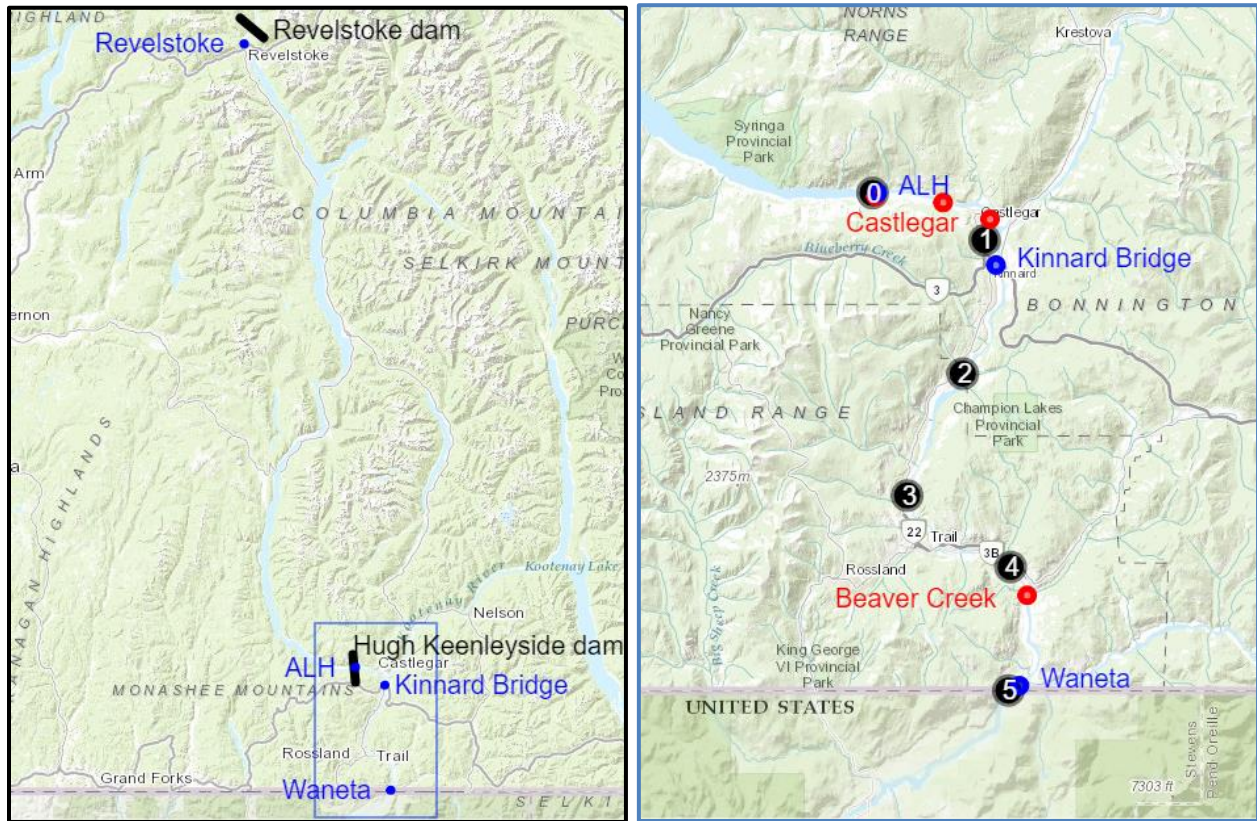 HIGHLAND
Revelstoke dam
Revelstoke
Revelstoke
Arm
COLUMBIA MOUNTAI
SELKIRK MOUNT
PURC
ernon
ANAGAN HIGHLANDS
Kootenay Lake
Kootenay River
Nelson
Hugh Keenleyside dam
ALH
Castlegar
MONASHEE MOUNTAINS
Kinnard Bridge
Rossland
Trail
Grand Forks
Waneta
SELKI
NORNS
RANGE
Krestova
Syringa
Provincial
Park
0
ALH
Castlegar
Castlegar
1
Blueberry Creek
Kinnard Bridge
Kinnaird
3
BONNINGTON
Nancy
Greene
Provincial Park
2
SLAND RANGE
Champion Lakes
Provincial
Park
2375m
3
22
Trail
3B
Rossland
4
Beaver Creek
Big Sheep Creek
King George
VI Provincial
Park
5
Waneta
UNITED STATES
Stevens
Pend Oreille
7303 ft